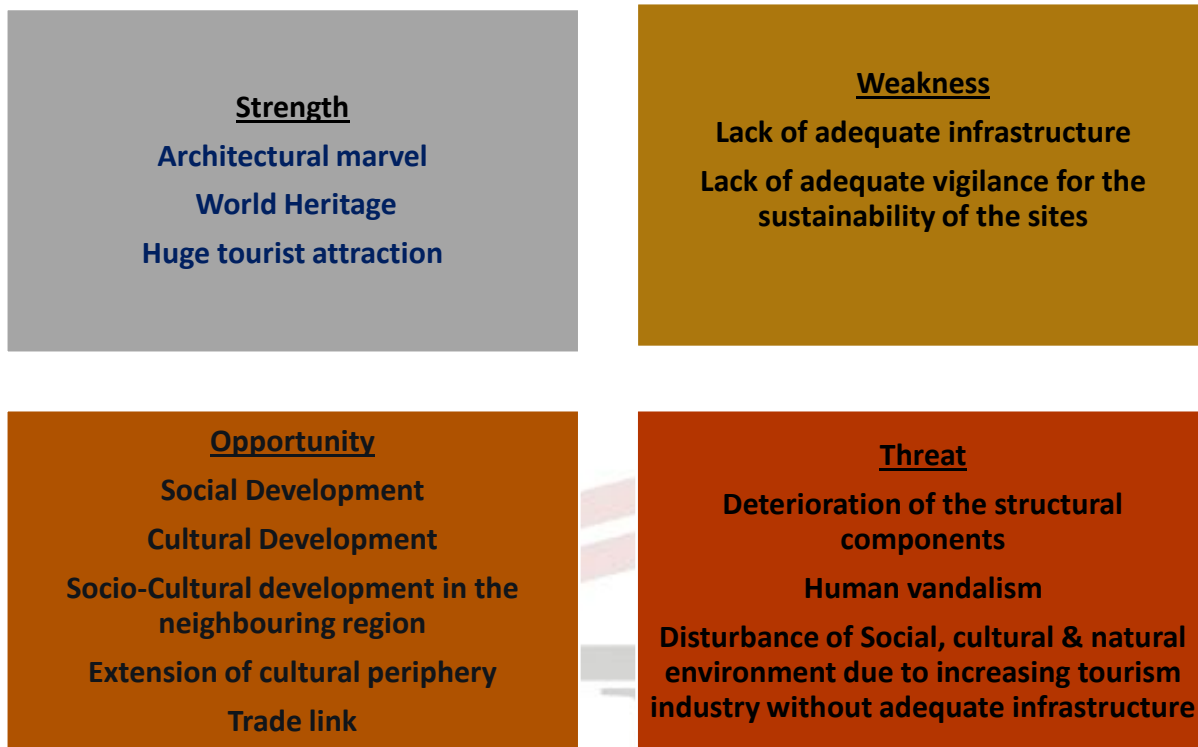 Strength
Architectural marvel
World Heritage
Huge tourist attraction
Weakness
Lack of adequate infrastructure
Lack of adequate vigilance for the
sustainability of the sites
Opportunity
Social Development
Cultural Development
Socio-Cultural development in the
neighbouring region
Extension of cultural periphery
Trade link
Threat
Deterioration of the structural
components
Human vandalism
Disturbance of Social, cultural & natural
environment due to increasing tourism
industry without adequate infrastructure